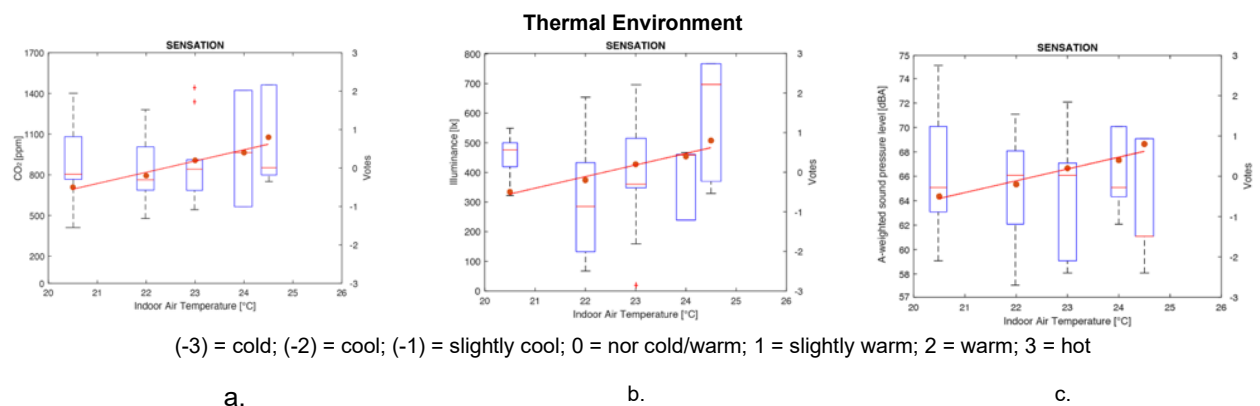 Thermal Environment
SENSATION
1700
1400
1100
800
500
300
0
CO₂ [ppm]
3
2
1
0
-1
-2
-3
Votes
20 21 22 23 24 25 26
Indoor Air Temperature [°C]
SENSATION
800
700
600
500
400
300
200
100
0
Illuminance [lx]
3
2
1
0
-1
-2
-3
Votes
20 21 22 23 24 25 26
Indoor Air Temperature [°C]
SENSATION
75
74
72
70
68
66
64
62
60
58
57
A-weighted sound pressure level [dBA]
3
2
1
0
-1
-2
-3
Votes
20 21 22 23 24 25 26
Indoor Air Temperature [°C]
(-3) = cold; (-2) = cool; (-1) = slightly cool; 0 = nor cold/warm; 1 = slightly warm; 2 = warm; 3 = hot
a. b. c.